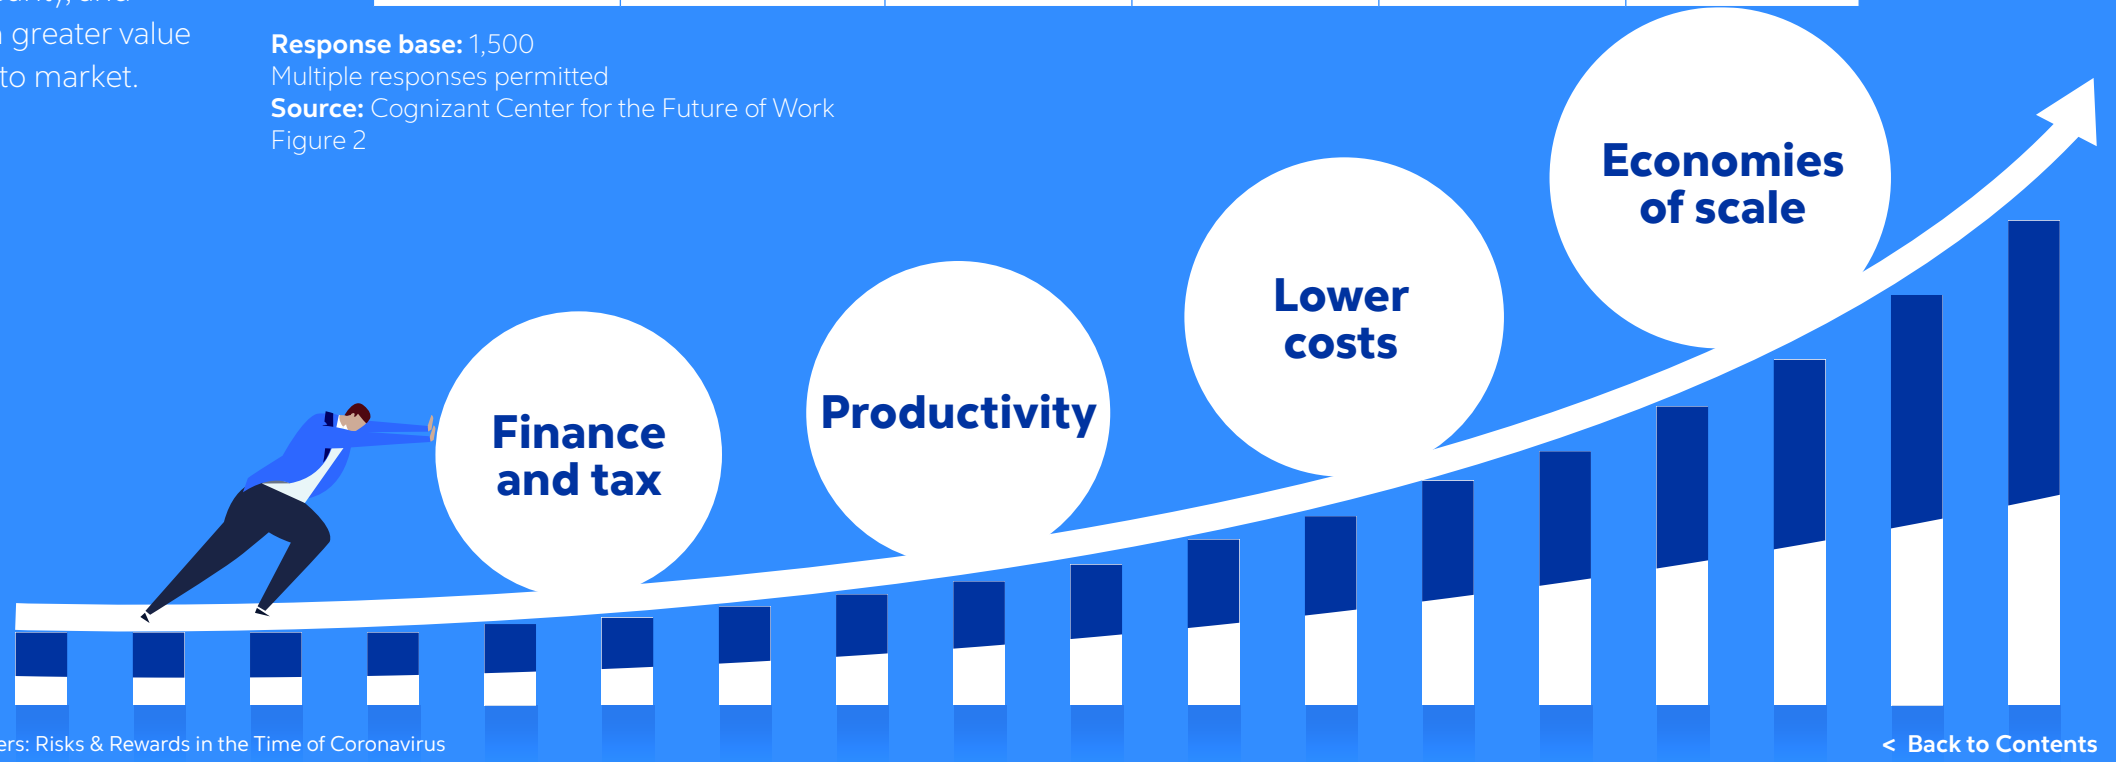 greater value
to market.
Response base: 1,500
Multiple responses permitted
Source: Cognizant Center for the Future of Work
Figure 2
Economies
of scale
Lower
costs
Productivity
Finance
and tax
ers: Risks & Rewards in the Time of Coronavirus
< Back to Contents